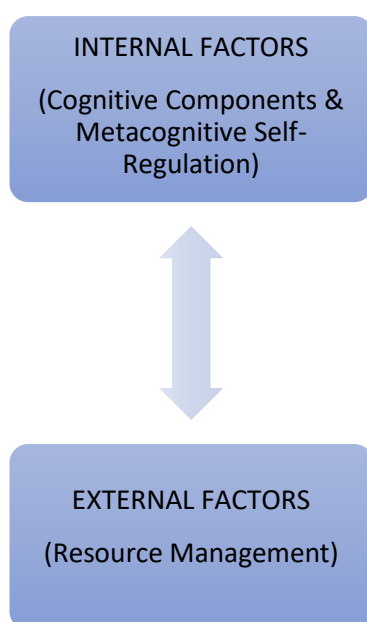 INTERNAL FACTORS
(Cognitive Components &
Metacognitive Self-
Regulation)
EXTERNAL FACTORS
(Resource Management)